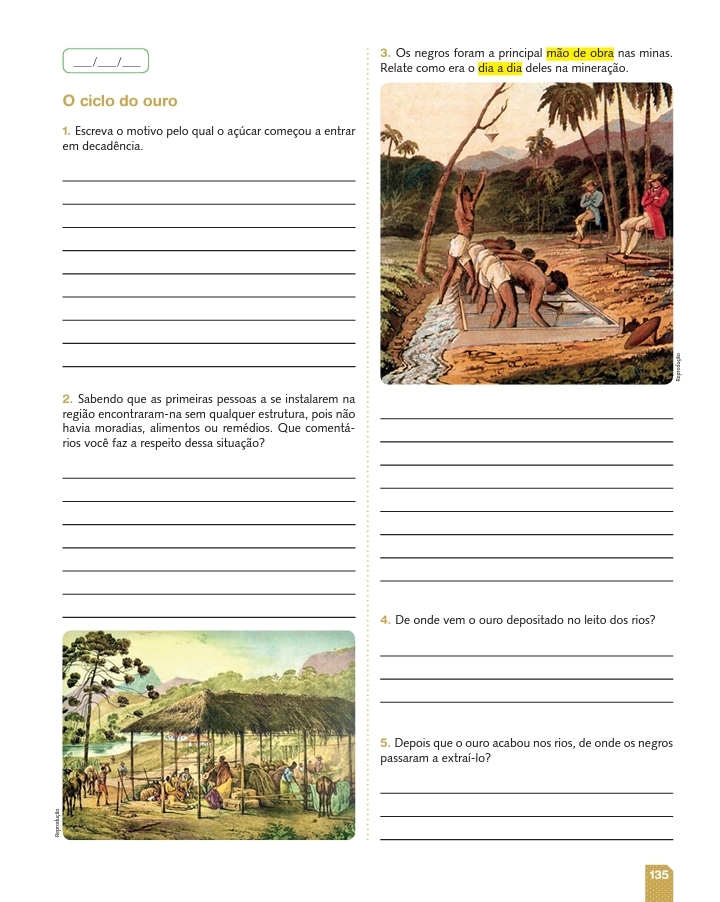 ___/___/___
O ciclo do ouro
1. Escreva o motivo pelo qual o açúcar começou a entrar
em decadência.
2. Sabendo que as primeiras pessoas a se instalarem na
região encontraram-na sem qualquer estrutura, pois não
havia moradias, alimentos ou remédios. Que comentá-
rios você faz a respeito dessa situação?
Reprodução
3. Os negros foram a principal mão de obra nas minas.
Relate como era o dia a dia deles na mineração.
Reprodução
4. De onde vem o ouro depositado no leito dos rios?
5. Depois que o ouro acabou nos rios, de onde os negros
passaram a extraí-lo?
135